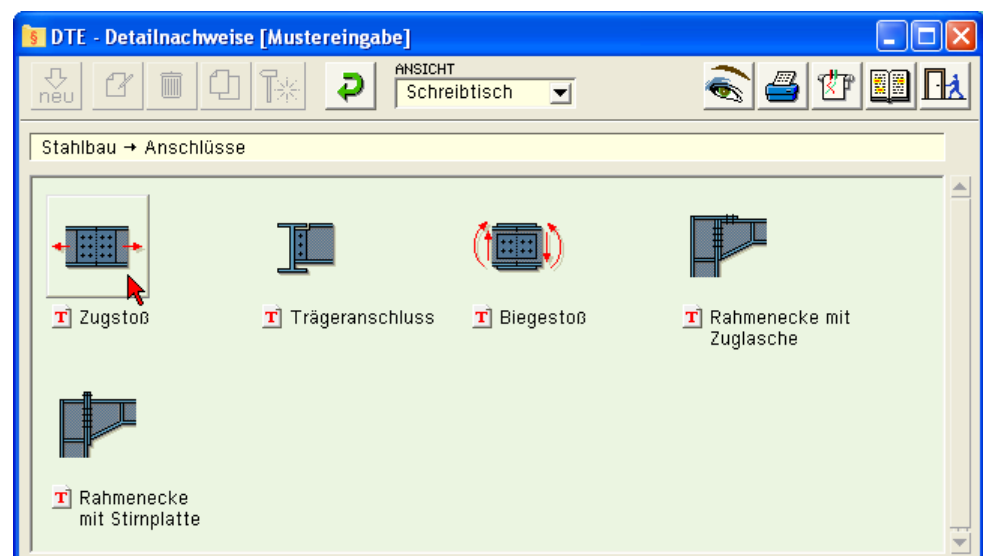 DTE - Detailnachweise [Mustereingabe]
neu
ANSICHT
Schreibtisch
Stahlbau → Anschlüsse
T Zugstoß
T Trägeranschluss
T Biegestoß
T Rahmenecke mit
Zuglasche
T Rahmenecke
mit Stirnplatte